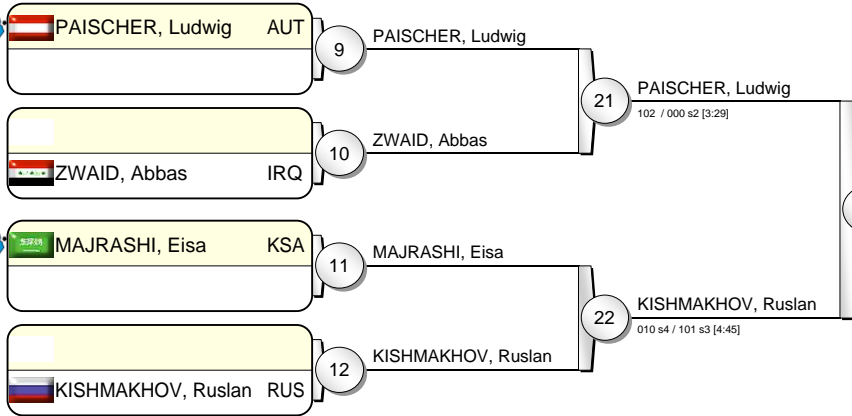 PAISCHER, Ludwig AUT
9
PAISCHER, Ludwig
21
PAISCHER, Ludwig
102 / 000 s2 [3:29]
10
ZWAID, Abbas
ZWAID, Abbas IRQ
MAJRASHI, Eisa KSA
11
MAJRASHI, Eisa
22
KISHMAKHOV, Ruslan
010 s4 / 101 s3 [4:45]
12
KISHMAKHOV, Ruslan
KISHMAKHOV, Ruslan RUS